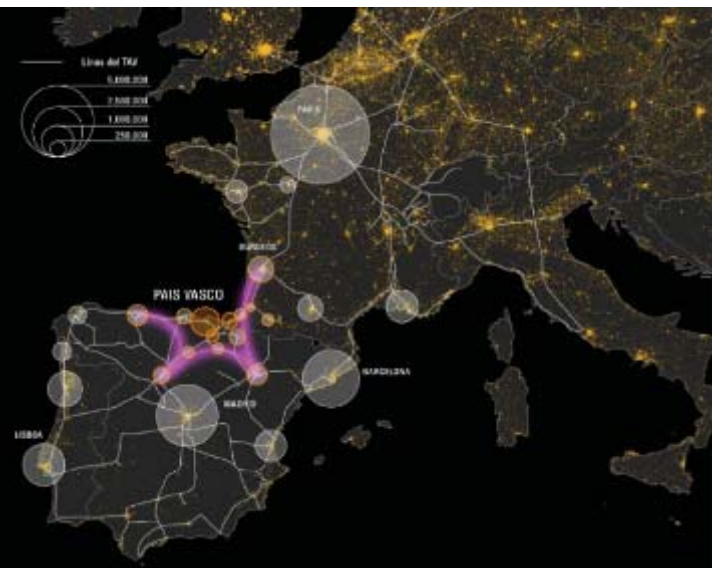 Línea del TAV
5,000,000
2,500,000
1,000,000
250,000
PARIS
BURDEOS
PAIS VASCO
BARCELONA
MADRID
LISBOA